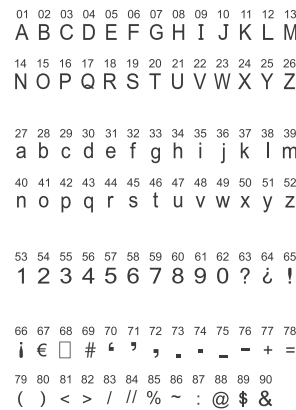 01 02 03 04 05 06 07 08 09 10 11 12 13
A B C D E F G H I J K L M
14 15 16 17 18 19 20 21 22 23 24 25 26
N O P Q R S T U V W X Y Z
27 28 29 30 31 32 33 34 35 36 37 38 39
a b c d e f g h i j k l m
40 41 42 43 44 45 46 47 48 49 50 51 52
n o p q r s t u v w x y z
53 54 55 56 57 58 59 60 61 62 63 64 65
1 2 3 4 5 6 7 8 9 0 ? ¿ !
66 67 68 69 70 71 72 73 74 75 76 77 78
¡ € □ # ‘ ’ , . - _ – + =
79 80 81 82 83 84 85 86 87 88 89 90
( ) < > / // % ~ : @ $ &